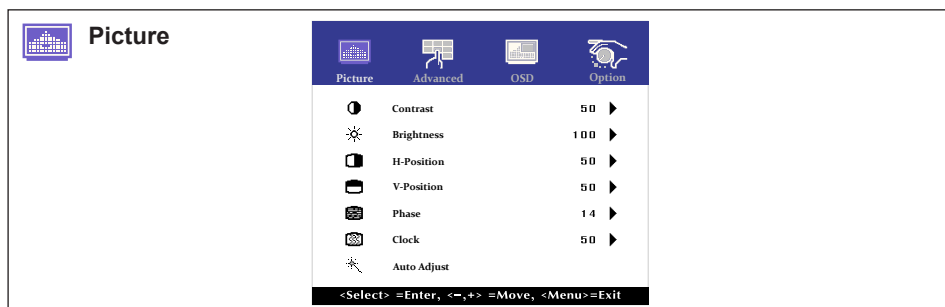 Picture
Picture Advanced OSD Option
Contrast 50
Brightness 100
H-Position 50
V-Position 50
Phase 14
Clock 50
Auto Adjust
<Select> =Enter, <-,+> =Move, <Menu>=Exit